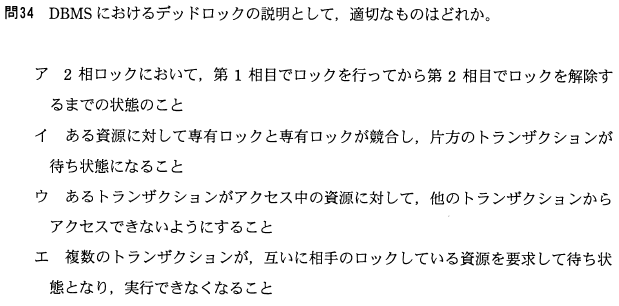 問34 DBMSにおけるデッドロックの説明として，適切なものはどれか。
ア 2相ロックにおいて，第1相目でロックを行ってから第2相目でロックを解除す
るまでの状態のこと
イ ある資源に対して専有ロックと専有ロックが競合し，片方のトランザクションが
待ち状態になること
ウ あるトランザクションがアクセス中の資源に対して，他のトランザクションから
アクセスできないようにすること
エ 複数のトランザクションが，互いに相手のロックしている資源を要求して待ち状
態となり，実行できなくなること